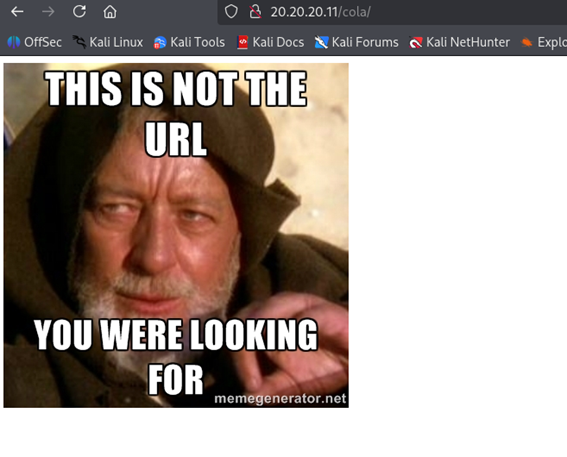 20.20.20.11/cola/
OffSec Kali Linux Kali Tools Kali Docs Kali Forums Kali NetHunter Explo
THIS IS NOT THE
URL
YOU WERE LOOKING
FOR
memegenerator.net